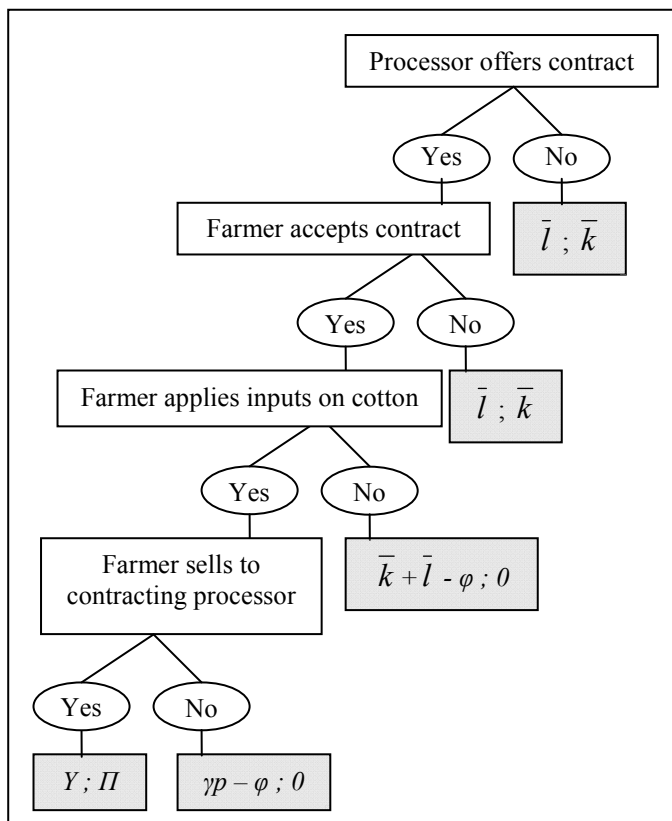 Processor offers contract
Yes
No
Farmer accepts contract
l̄ ; k̄
Yes
No
Farmer applies inputs on cotton
l̄ ; k̄
Yes
No
Farmer sells to
contracting processor
k̄ + l̄ - φ ; 0
Yes
No
Y ; Π
γp – φ ; 0